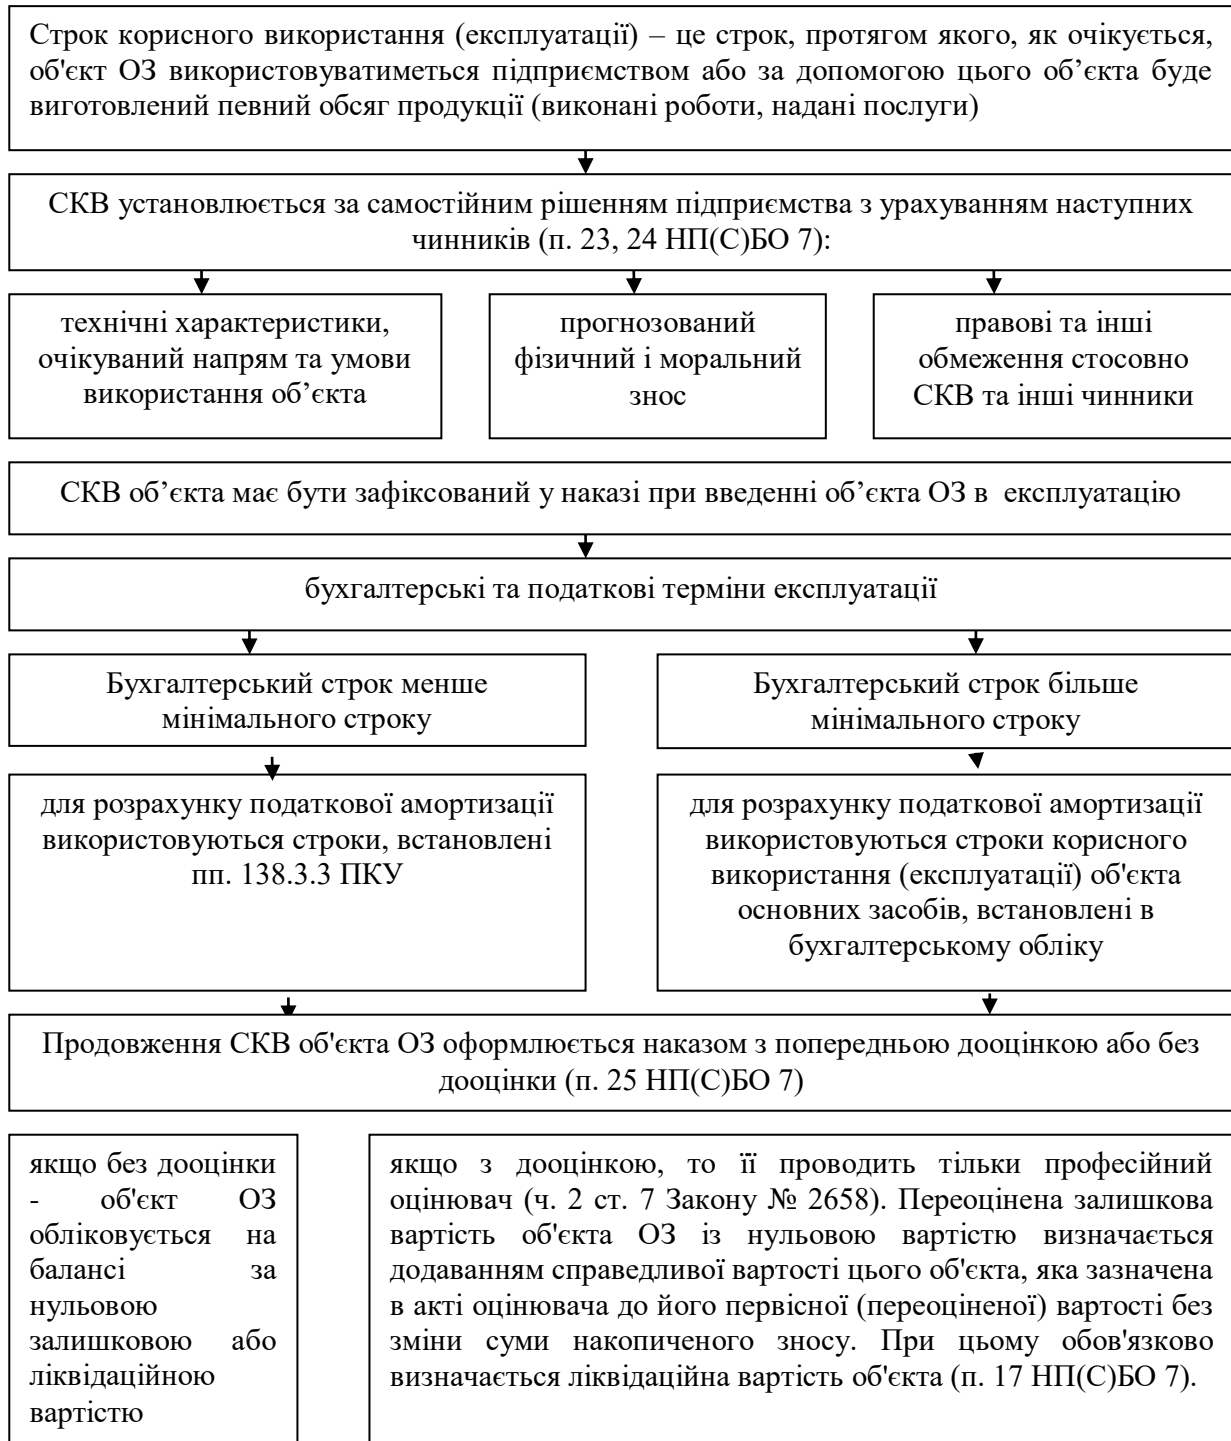 Строк корисного використання (експлуатації) – це строк, протягом якого, як очікується,
об'єкт ОЗ використовуватиметься підприємством або за допомогою цього об’єкта буде
виготовлений певний обсяг продукції (виконані роботи, надані послуги)
СКВ установлюється за самостійним рішенням підприємства з урахуванням наступних
чинників (п. 23, 24 НП(С)БО 7):
технічні характеристики,
очікуваний напрям та умови
використання об’єкта
прогнозований
фізичний і моральний
знос
правові та інші
обмеження стосовно
СКВ та інші чинники
СКВ об’єкта має бути зафіксований у наказі при введенні об’єкта ОЗ в експлуатацію
бухгалтерські та податкові терміни експлуатації
Бухгалтерський строк менше
мінімального строку
Бухгалтерський строк більше
мінімального строку
для розрахунку податкової амортизації
використовуються строки, встановлені
пп. 138.3.3 ПКУ
для розрахунку податкової амортизації
використовуються строки корисного
використання (експлуатації) об'єкта
основних засобів, встановлені в
бухгалтерському обліку
Продовження СКВ об'єкта ОЗ оформлюється наказом з попередньою дооцінкою або без
дооцінки (п. 25 НП(С)БО 7)
якщо без дооцінки
- об'єкт ОЗ
обліковується на
балансі за
нульовою
залишковою або
ліквідаційною
вартістю
якщо з дооцінкою, то її проводить тільки професійний
оцінювач (ч. 2 ст. 7 Закону № 2658). Переоцінена залишкова
вартість об'єкта ОЗ із нульовою вартістю визначається
додаванням справедливої вартості цього об'єкта, яка зазначена
в акті оцінювача до його первісної (переоціненої) вартості без
зміни суми накопиченого зносу. При цьому обов'язково
визначається ліквідаційна вартість об'єкта (п. 17 НП(С)БО 7).